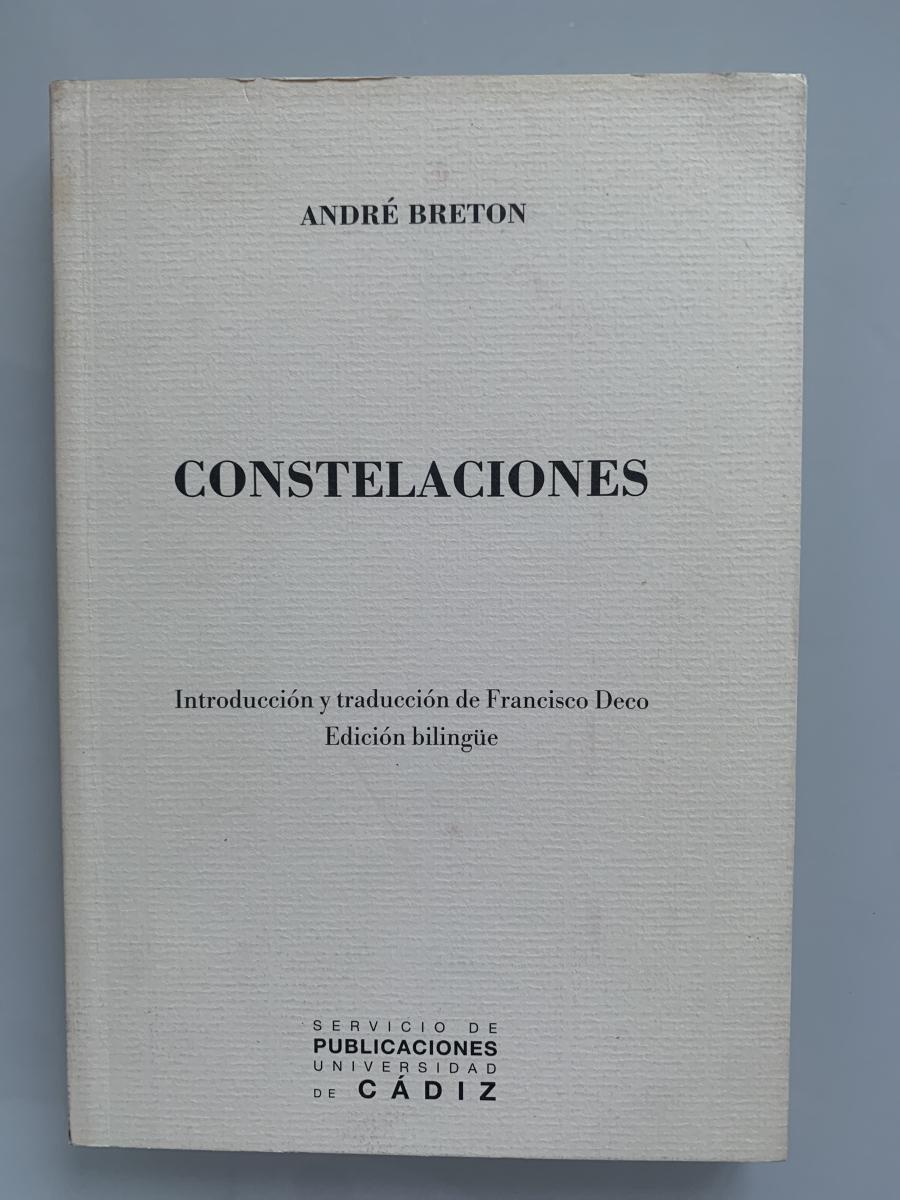 ANDRÉ BRETON
CONSTELACIONES
Introducción y traducción de Francisco Deco
Edición bilingüe
SERVICIO DE
PUBLICACIONES
UNIVERSIDAD
DE CÁDIZ